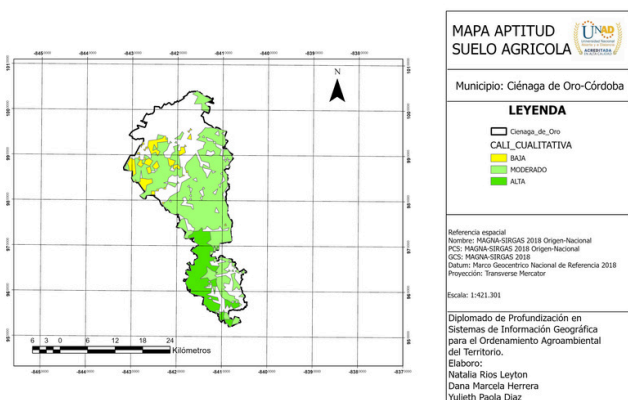 MAPA APTITUD
SUELO AGRICOLA
UNAD
Municipio: Ciénaga de Oro-Córdoba
LEYENDA
Cienaga_de_Oro
CALI_CUALITATIVA
BAJA
MODERADO
ALTA
N
6 3 0 6 12 18 24
Kilómetros
Referencia espacial
Nombre: MAGNA-SIRGAS 2018 Origen-Nacional
PCS: MAGNA-SIRGAS 2018 Origen-Nacional
GCS: MAGNA-SIRGAS 2018
Datum: Marco Geocentrico Nacional de Referencia 2018
Proyección: Transverse Mercator
Escala: 1:421.301
Diplomado de Profundización en
Sistemas de Información Geográfica
para el Ordenamiento Agroambiental
del Territorio.
Elaboro:
Natalia Rios Leyton
Dana Marcela Herrera
Yulieth Paola Diaz